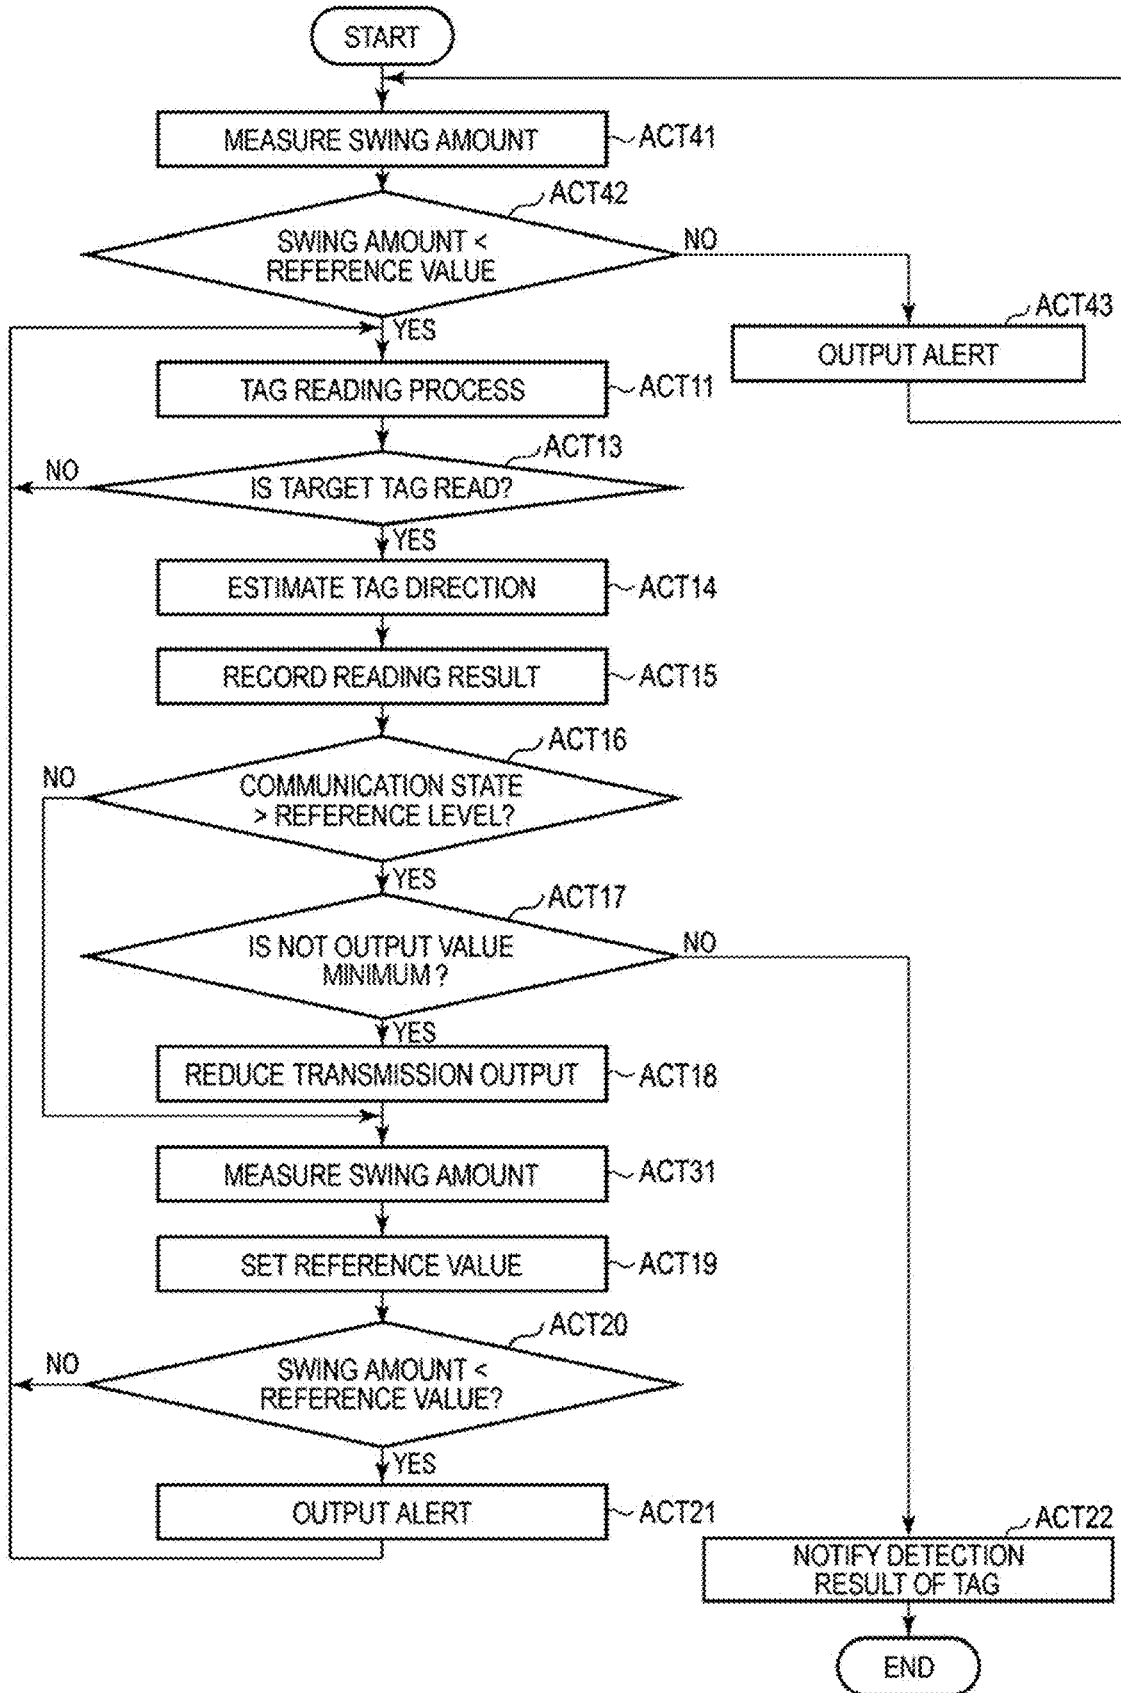 START
MEASURE SWING AMOUNT
ACT41
ACT42
SWING AMOUNT <
REFERENCE VALUE
NO
YES
ACT43
OUTPUT ALERT
TAG READING PROCESS
ACT11
ACT13
NO
IS TARGET TAG READ?
YES
ESTIMATE TAG DIRECTION
ACT14
RECORD READING RESULT
ACT15
ACT16
NO
COMMUNICATION STATE
> REFERENCE LEVEL?
YES
ACT17
IS NOT OUTPUT VALUE
MINIMUM ?
NO
YES
REDUCE TRANSMISSION OUTPUT
ACT18
MEASURE SWING AMOUNT
ACT31
SET REFERENCE VALUE
ACT19
ACT20
NO
SWING AMOUNT <
REFERENCE VALUE?
YES
OUTPUT ALERT
ACT21
ACT22
NOTIFY DETECTION
RESULT OF TAG
END